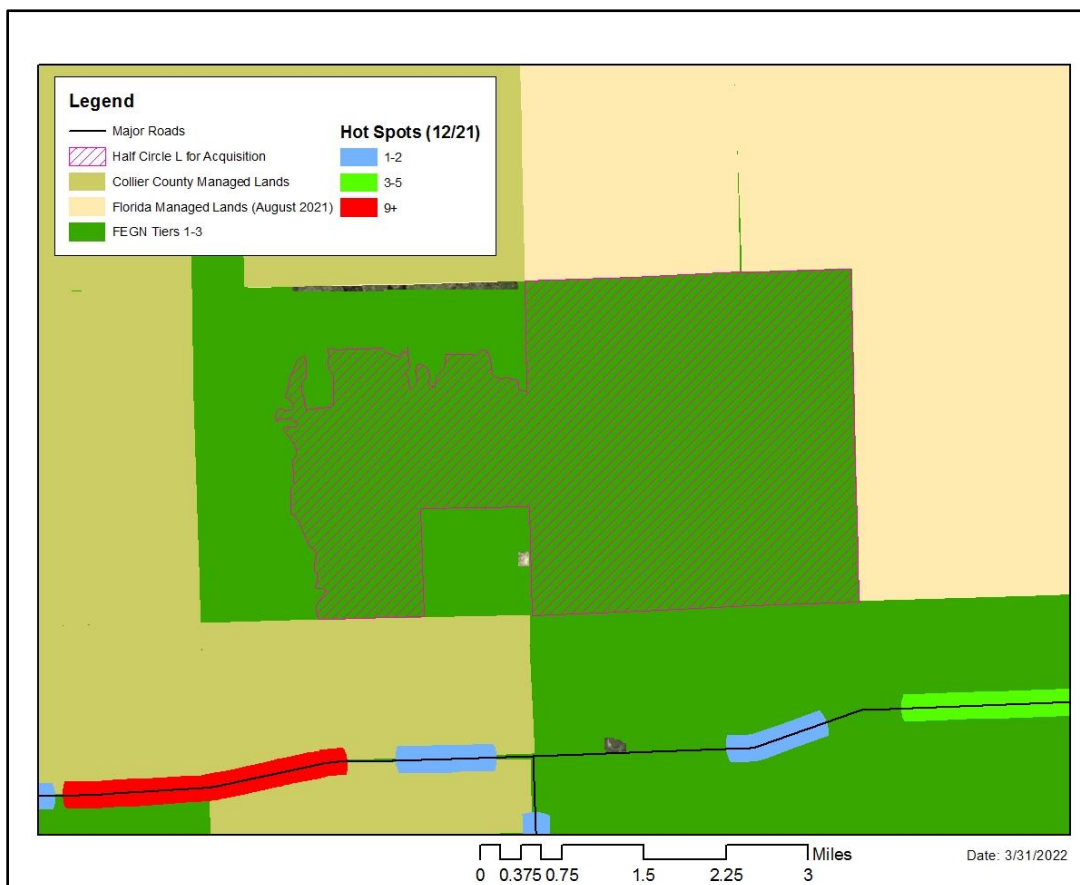 Legend
Major Roads
Half Circle L for Acquisition
Collier County Managed Lands
Florida Managed Lands (August 2021)
FEGN Tiers 1-3
Hot Spots (12/21)
1-2
3-5
9+
Miles
0 0.375 0.75 1.5 2.25 3
Date: 3/31/2022